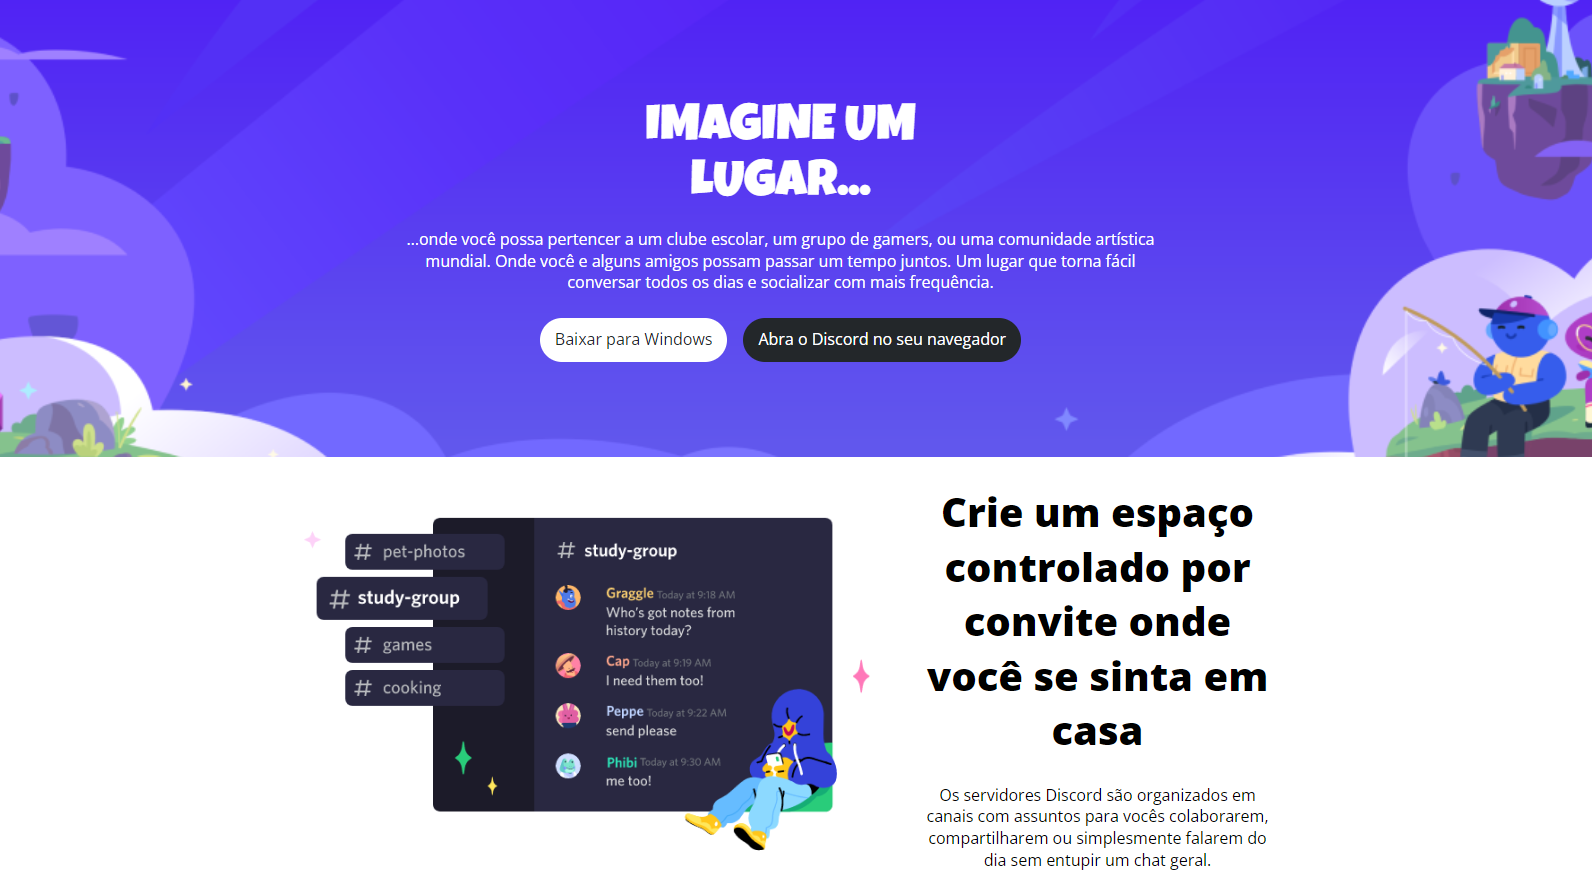 IMAGINE UM
LUGAR...
...onde você possa pertencer a um clube escolar, um grupo de gamers, ou uma comunidade artística
mundial. Onde você e alguns amigos possam passar um tempo juntos. Um lugar que torna fácil
conversar todos os dias e socializar com mais frequência.
Baixar para Windows
Abra o Discord no seu navegador
# pet-photos
# study-group
# games
# cooking
# study-group
Graggle Today at 9:18 AM
Who's got notes from
history today?
Cap Today at 9:19 AM
I need them too!
Peppe Today at 9:22 AM
send please
Phibi Today at 9:30 AM
me too!
Crie um espaço
controlado por
convite onde
você se sinta em
casa
Os servidores Discord são organizados em
canais com assuntos para vocês colaborarem,
compartilharem ou simplesmente falarem do
dia sem entupir um chat geral.